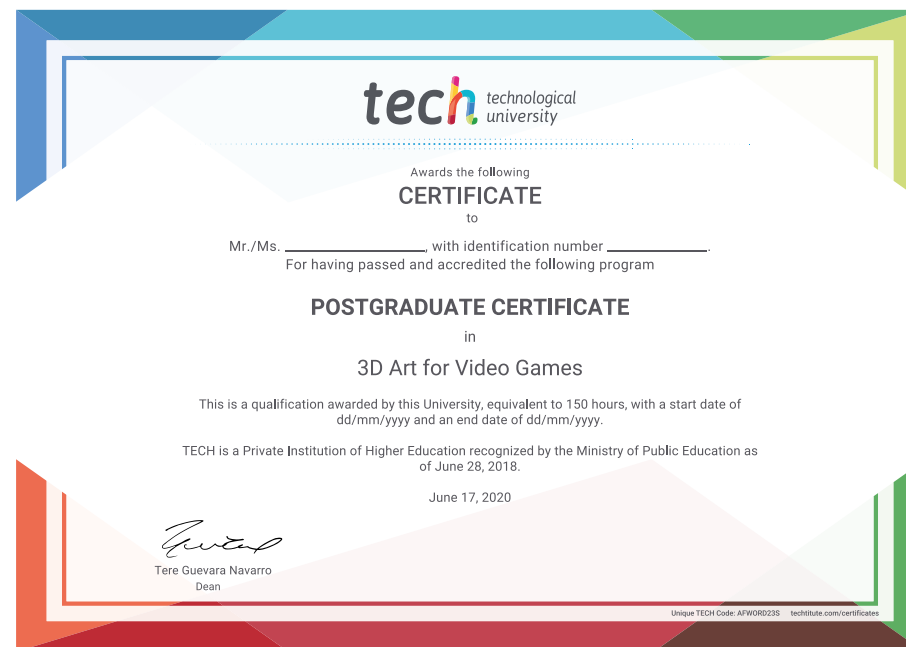 tech technological
university
Awards the following
CERTIFICATE
to
Mr./Ms. ____________________, with identification number ______________.
For having passed and accredited the following program
POSTGRADUATE CERTIFICATE
in
3D Art for Video Games
This is a qualification awarded by this University, equivalent to 150 hours, with a start date of
dd/mm/yyyy and an end date of dd/mm/yyyy.
TECH is a Private Institution of Higher Education recognized by the Ministry of Public Education as
of June 28, 2018.
June 17, 2020
Tere Guevara Navarro
Dean
Unique TECH Code: AFWORD23S techtitute.com/certificates